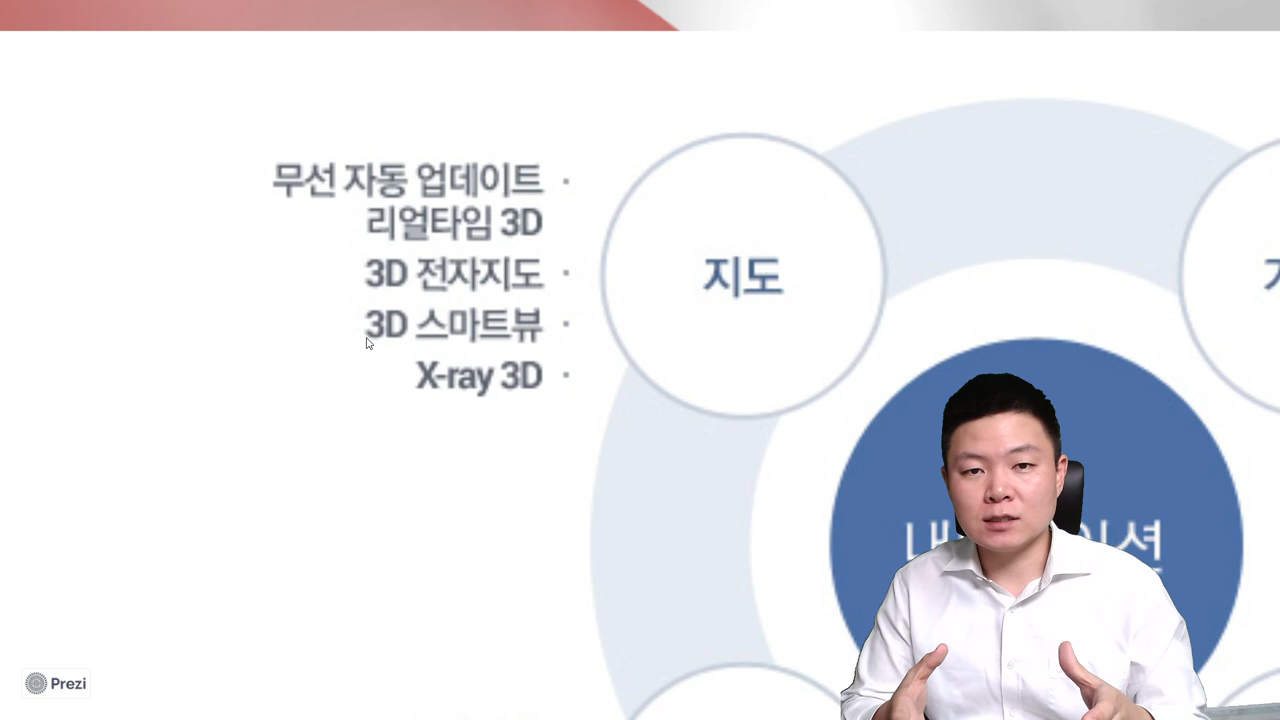 무선 자동 업데이트 ·
리얼타임 3D
3D 전자지도 ·
3D 스마트뷰 ·
X-ray 3D ·
지도
Prezi